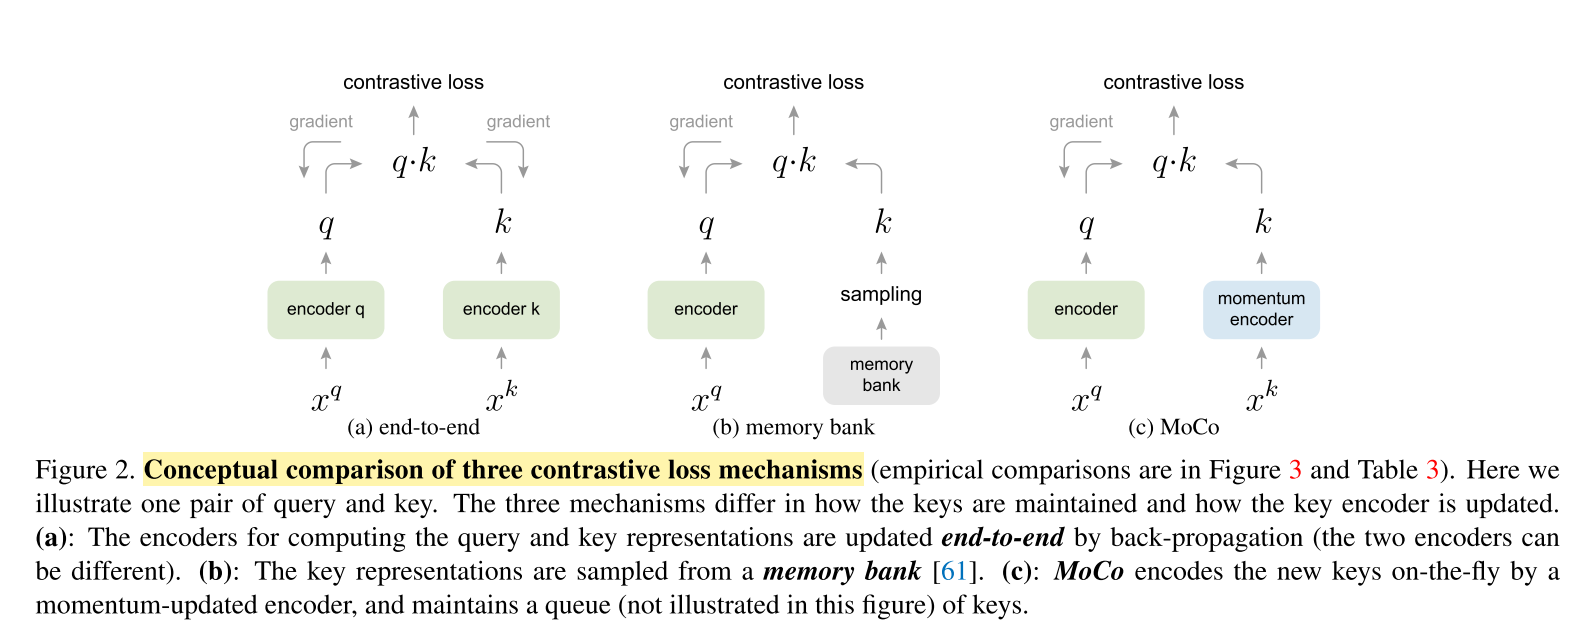 contrastive loss
gradient
gradient
q·k
q
k
encoder q
encoder k
x^q
x^k
(a) end-to-end
contrastive loss
gradient
q·k
q
k
sampling
encoder
memory
bank
x^q
(b) memory bank
contrastive loss
gradient
q·k
q
k
encoder
momentum
encoder
x^q
x^k
(c) MoCo
Figure 2. Conceptual comparison of three contrastive loss mechanisms (empirical comparisons are in Figure 3 and Table 3). Here we
illustrate one pair of query and key. The three mechanisms differ in how the keys are maintained and how the key encoder is updated.
(a): The encoders for computing the query and key representations are updated end-to-end by back-propagation (the two encoders can
be different). (b): The key representations are sampled from a memory bank [61]. (c): MoCo encodes the new keys on-the-fly by a
momentum-updated encoder, and maintains a queue (not illustrated in this figure) of keys.